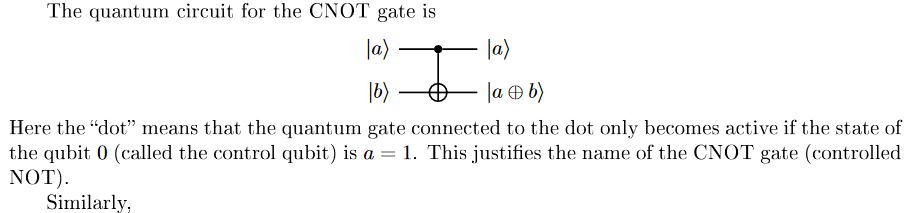 The quantum circuit for the CNOT gate is
|a⟩ |a⟩
|b⟩ |a ⊕ b⟩
Here the “dot” means that the quantum gate connected to the dot only becomes active if the state of
the qubit 0 (called the control qubit) is a = 1. This justifies the name of the CNOT gate (controlled
NOT).
Similarly,